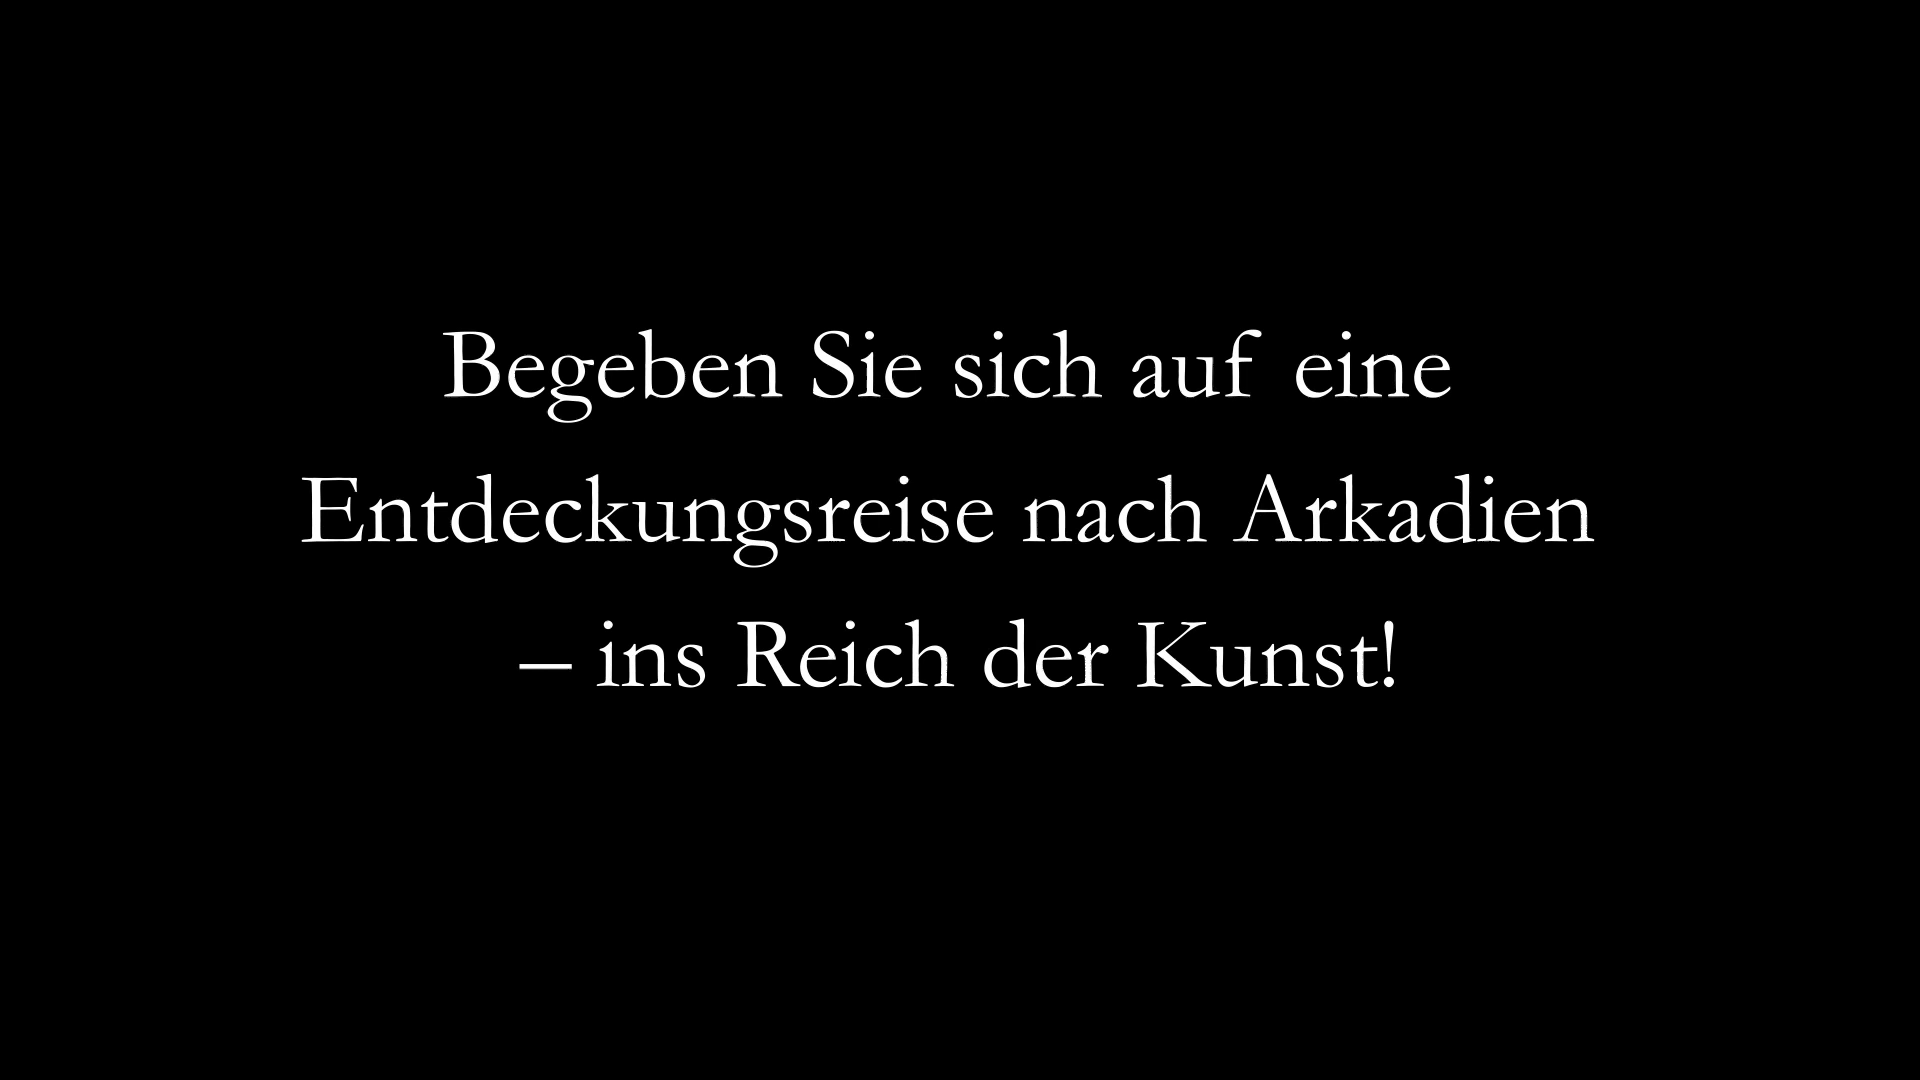 Begeben Sie sich auf eine
Entdeckungsreise nach Arkadien
– ins Reich der Kunst!